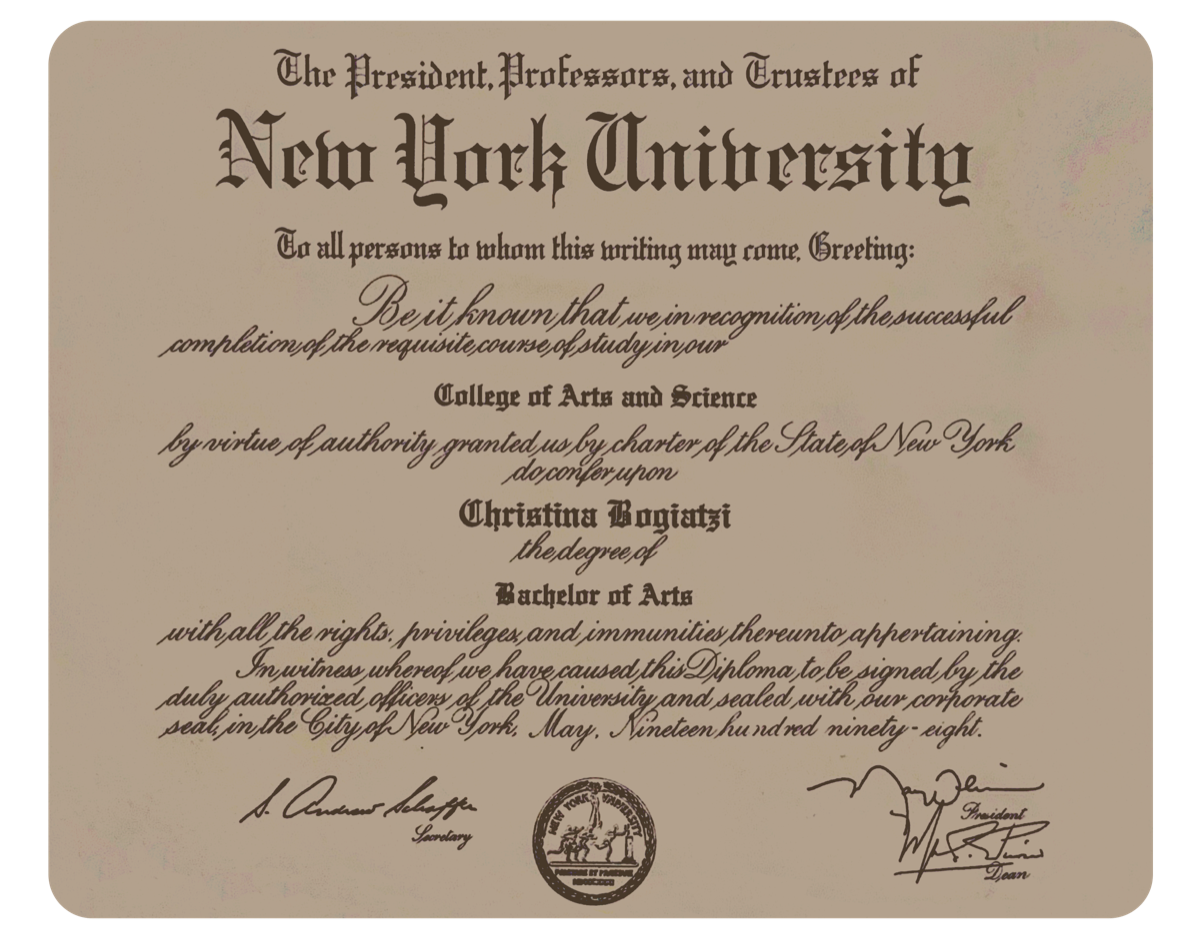 The President, Professors, and Trustees of
New York University
To all persons to whom this writing may come, Greeting:
Be it known that we in recognition of the successful
completion of the requisite course of study in our
College of Arts and Science
by virtue of authority granted us by charter of the State of New York
do confer upon
Christina Bogiatzi
the degree of
Bachelor of Arts
with all the rights, privileges and immunities thereunto appertaining.
In witness whereof we have caused this Diploma to be signed by the
duly authorized officers of the University and sealed with our corporate
seal, in the City of New York, May, Nineteen hundred ninety-eight.
S. Andrew Schaffer
Secretary
President
Dean
NEW YORK UNIVERSITY